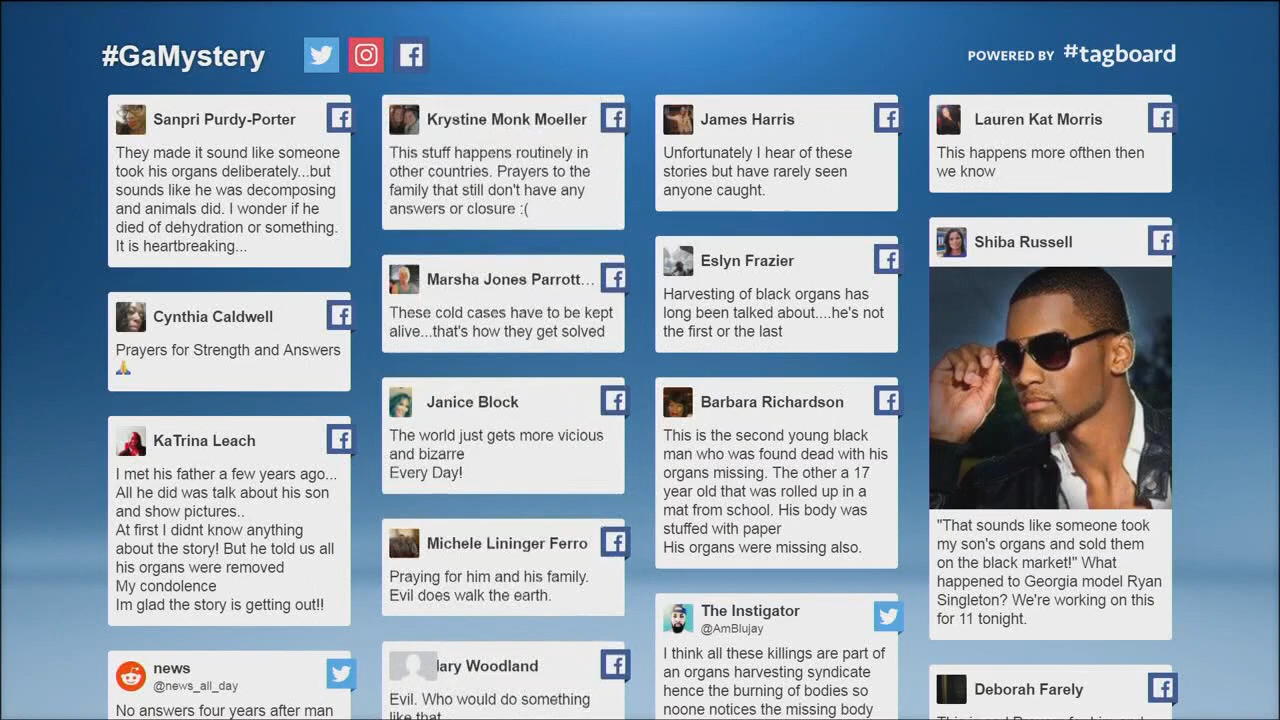 #GaMystery
POWERED BY #tagboard
Sanpri Purdy-Porter
They made it sound like someone
took his organs deliberately...but
sounds like he was decomposing
and animals did. I wonder if he
died of dehydration or something.
It is heartbreaking...
Cynthia Caldwell
Prayers for Strength and Answers
🙏
KaTrina Leach
I met his father a few years ago...
All he did was talk about his son
and show pictures..
At first I didnt know anything
about the story! But he told us all
his organs were removed
My condolence
Im glad the story is getting out!!
news
@news_all_day
No answers four years after man
Krystine Monk Moeller
This stuff happens routinely in
other countries. Prayers to the
family that still don't have any
answers or closure :(
Marsha Jones Parrott...
These cold cases have to be kept
alive...that's how they get solved
Janice Block
The world just gets more vicious
and bizarre
Every Day!
Michele Lininger Ferro
Praying for him and his family.
Evil does walk the earth.
Woodland
Evil. Who would do something
like that
James Harris
Unfortunately I hear of these
stories but have rarely seen
anyone caught.
Eslyn Frazier
Harvesting of black organs has
long been talked about....he's not
the first or the last
Barbara Richardson
This is the second young black
man who was found dead with his
organs missing. The other a 17
year old that was rolled up in a
mat from school. His body was
stuffed with paper
His organs were missing also.
The Instigator
@AmBlujay
I think all these killings are part of
an organs harvesting syndicate
hence the burning of bodies so
noone notices the missing body
Lauren Kat Morris
This happens more ofthen then
we know
Shiba Russell
"That sounds like someone took
my son's organs and sold them
on the black market!" What
happened to Georgia model Ryan
Singleton? We're working on this
for 11 tonight.
Deborah Farely